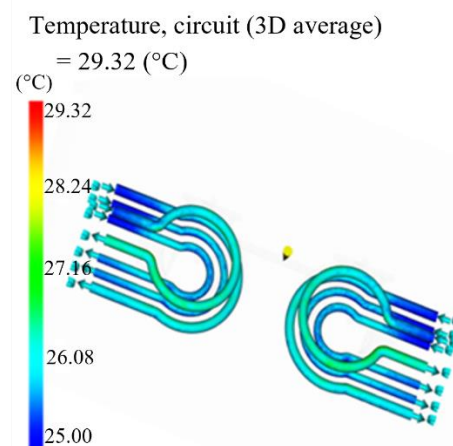 Temperature, circuit (3D average)
= 29.32 (°C)
(°C)
29.32
28.24
27.16
26.08
25.00